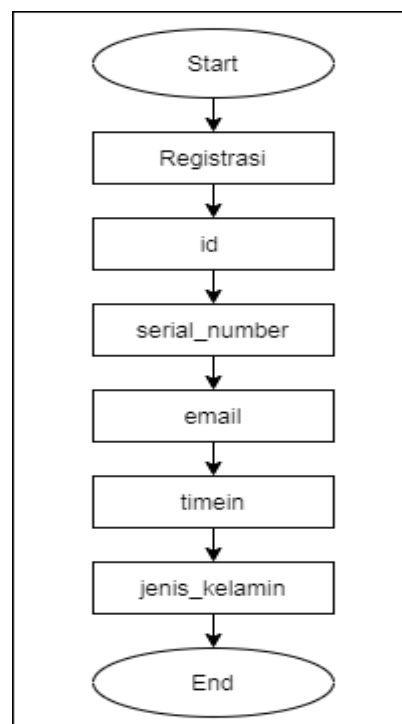 Start
Registrasi
id
serial_number
email
timein
jenis_kelamin
End